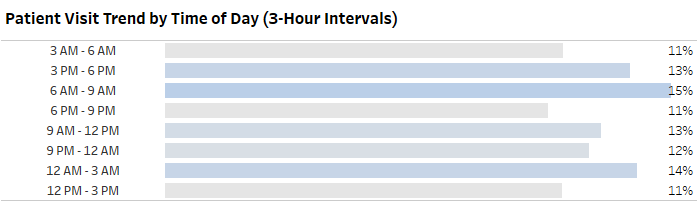 Patient Visit Trend by Time of Day (3-Hour Intervals)
3 AM - 6 AM 11%
3 PM - 6 PM 13%
6 AM - 9 AM 15%
6 PM - 9 PM 11%
9 AM - 12 PM 13%
9 PM - 12 AM 12%
12 AM - 3 AM 14%
12 PM - 3 PM 11%